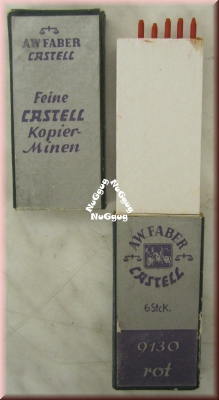 A.W. FABER
CASTELL
Feine
CASTELL
Kopier-
Minen
NuGgug
NuGgug
NuGgug
A.W. FABER
CASTELL
6 Stck.
9130
rot